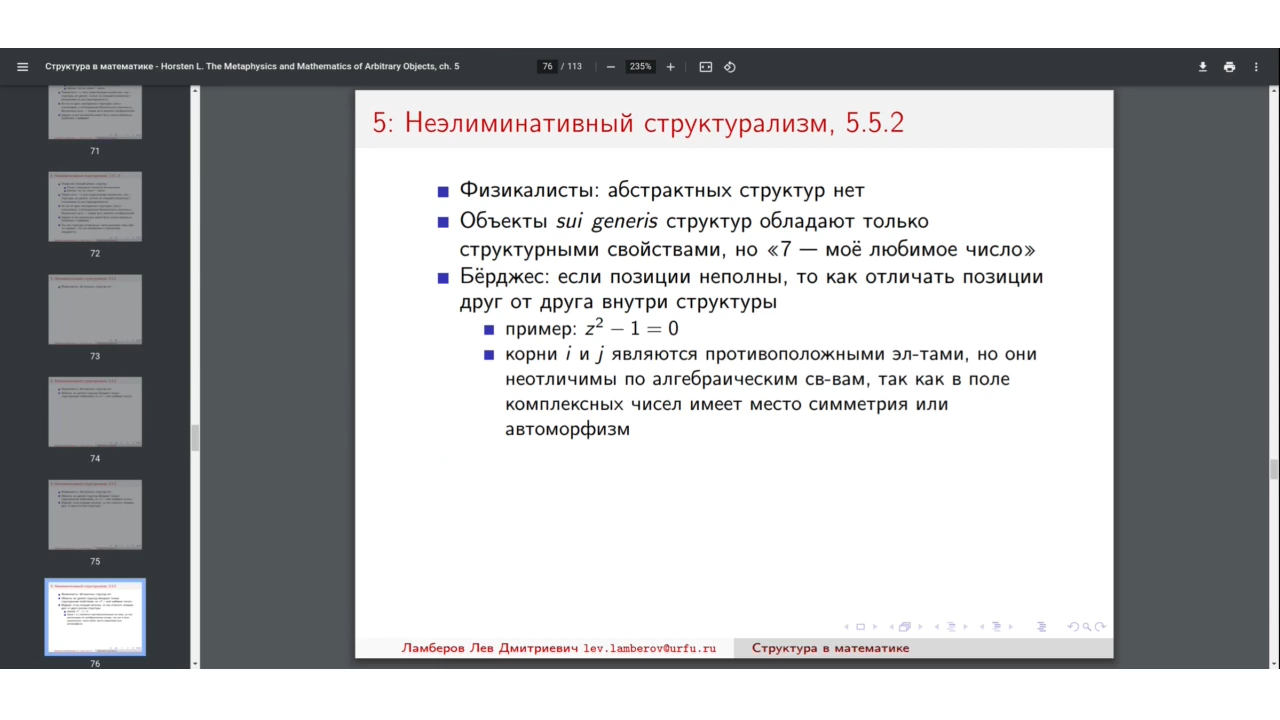 Структура в математике - Horsten L. The Metaphysics and Mathematics of Arbitrary Objects, ch. 5
76 / 113
235%
71
72
73
74
75
76
5: Неэлиминативный структурализм, 5.5.2
Физикалисты: абстрактных структур нет
Объекты sui generis структур обладают только
структурными свойствами, но «7 — моё любимое число»
Бёрджес: если позиции неполны, то как отличать позиции
друг от друга внутри структуры
пример: z² − 1 = 0
корни i и j являются противоположными эл-тами, но они
неотличимы по алгебраическим св-вам, так как в поле
комплексных чисел имеет место симметрия или
автоморфизм
Ламберов Лев Дмитриевич lev.lamberov@urfu.ru
Структура в математике